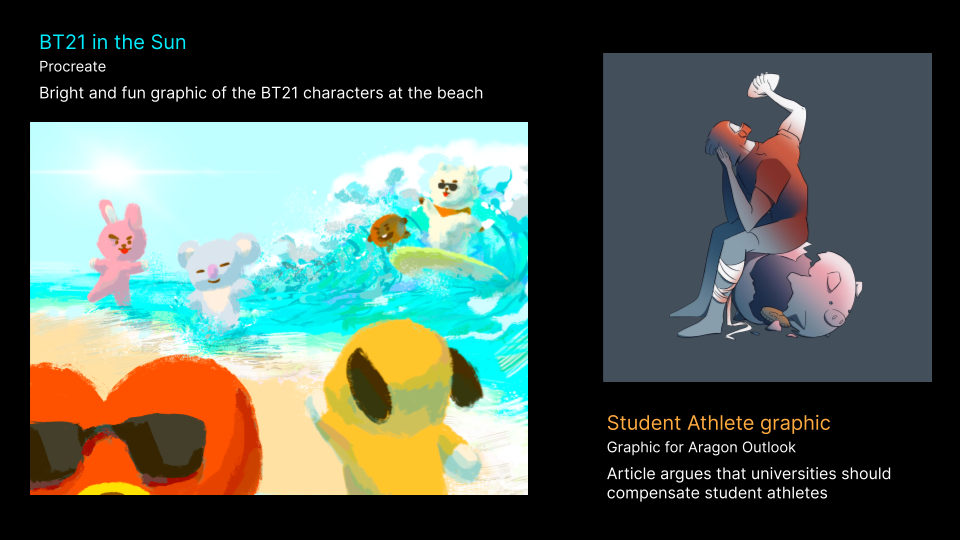 BT21 in the Sun
Procreate
Bright and fun graphic of the BT21 characters at the beach
Student Athlete graphic
Graphic for Aragon Outlook
Article argues that universities should
compensate student athletes